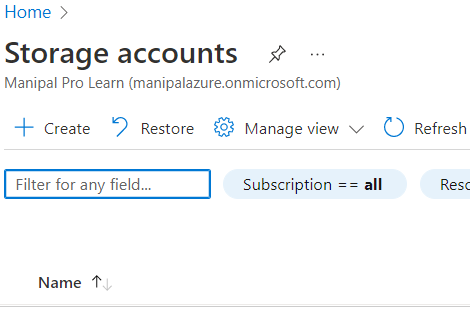 Home
Storage accounts
Manipal Pro Learn (manipalazure.onmicrosoft.com)
Create Restore Manage view Refresh
Filter for any field... Subscription == all
Name